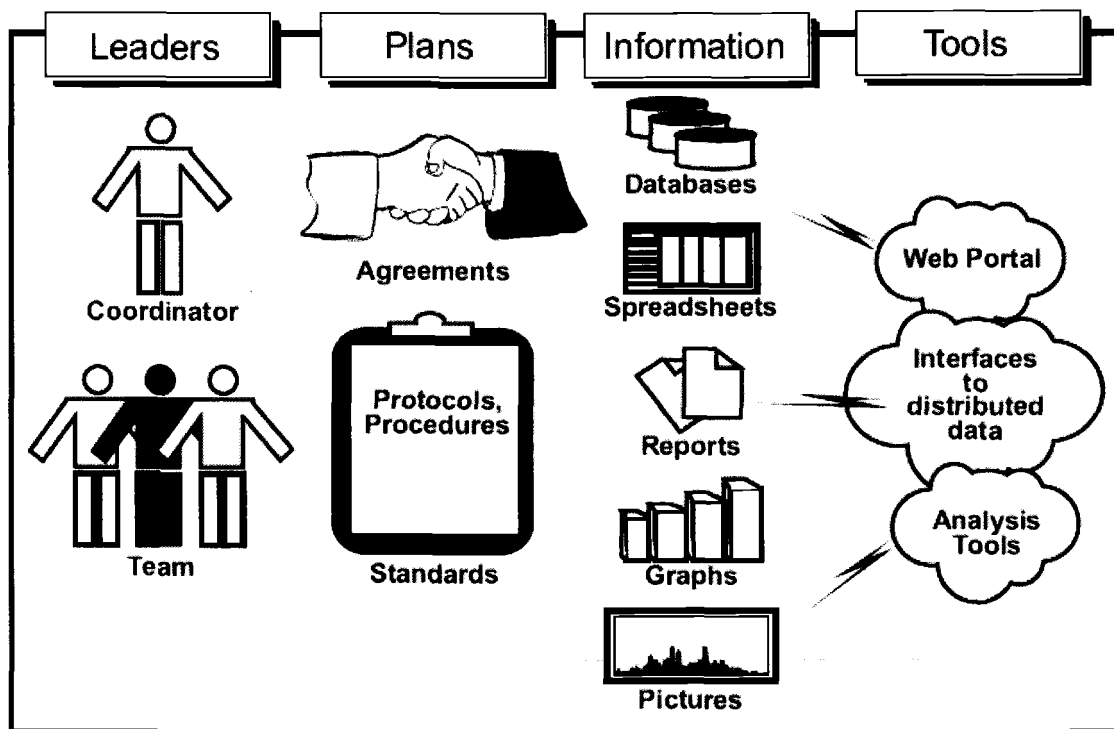 Leaders
Plans
Information
Tools
Coordinator
Team
Agreements
Protocols,
Procedures
Standards
Databases
Spreadsheets
Reports
Graphs
Pictures
Web Portal
Interfaces
to
distributed
data
Analysis
Tools